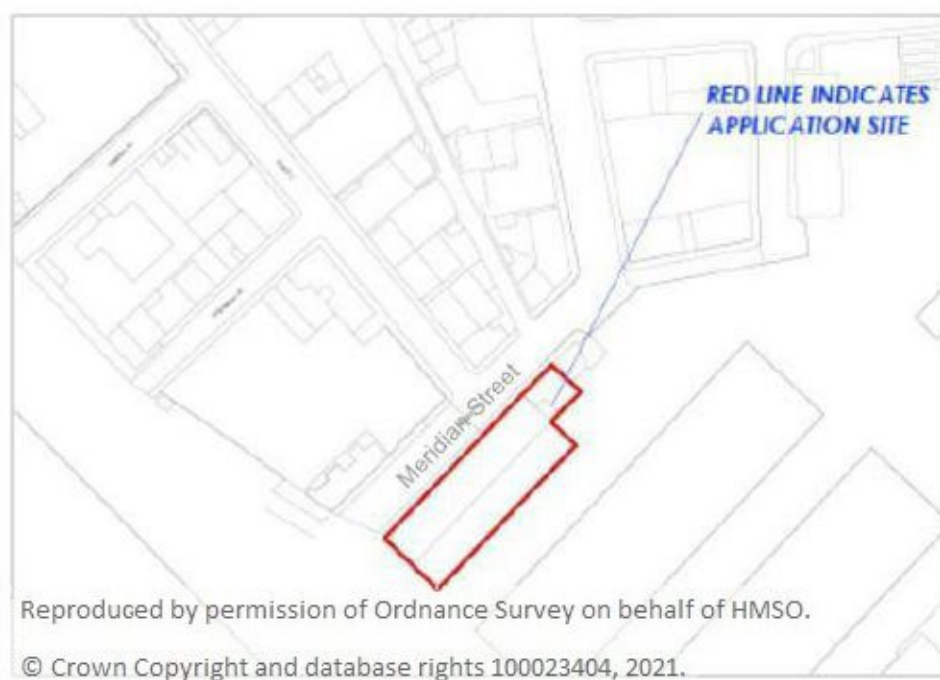 RED LINE INDICATES
APPLICATION SITE
Meridian Street
Reproduced by permission of Ordnance Survey on behalf of HMSO.
© Crown Copyright and database rights 100023404, 2021.